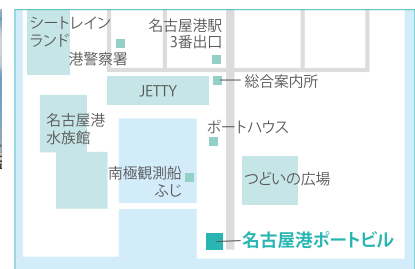 シートレイン
ランド
名古屋港駅
3番出口
港警察署
総合案内所
JETTY
名古屋港
水族館
ポートハウス
南極観測船
ふじ
つどいの広場
名古屋港ポートビル